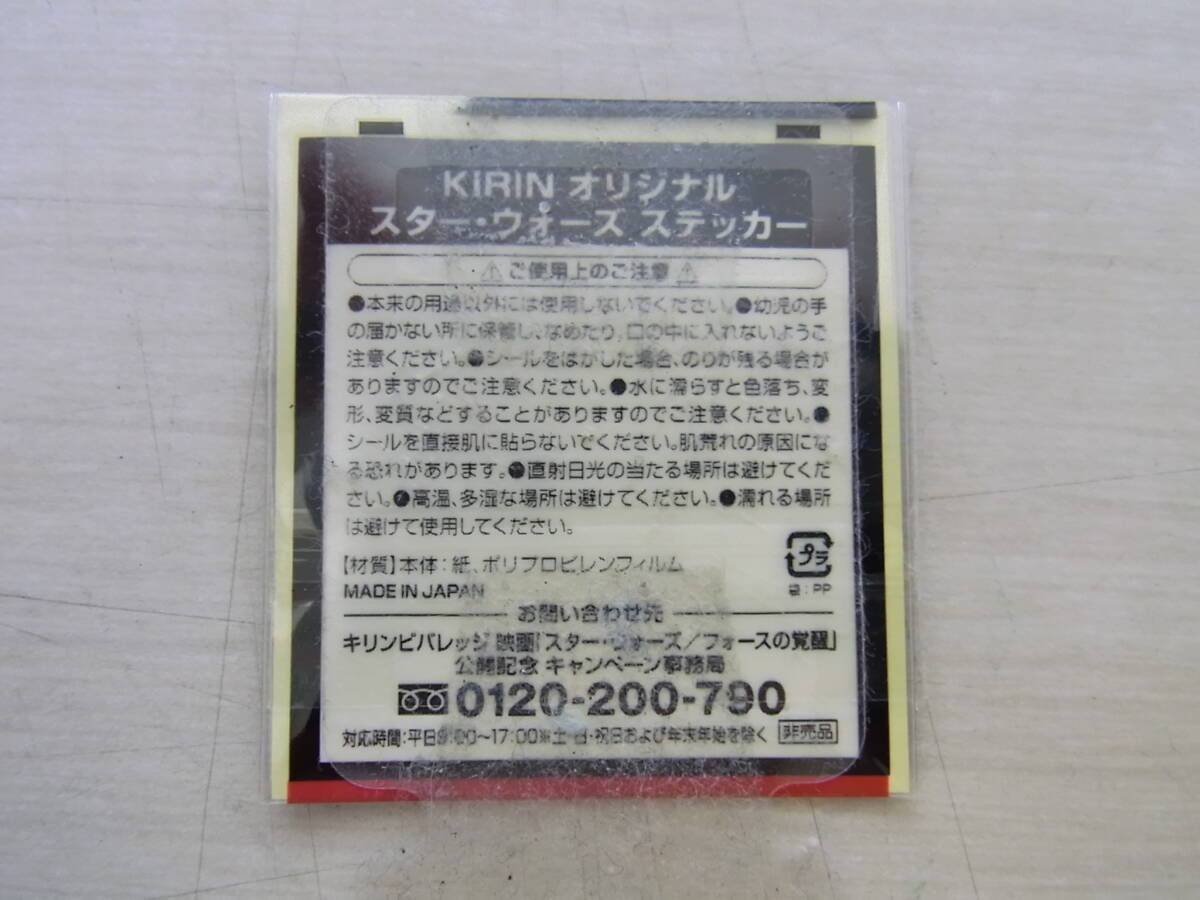 KIRIN オリジナル
スター・ウォーズ ステッカー
⚠ ご使用上のご注意 ⚠
●本来の用途以外には使用しないでください。●幼児の手
の届かない所に保管し、なめたり、口の中に入れないようご
注意ください。●シールをはがした場合、のりが残る場合が
ありますのでご注意ください。●水に濡らすと色落ち、変
形、変質などすることがありますのでご注意ください。●
シールを直接肌に貼らないでください。肌荒れの原因にな
る恐れがあります。●直射日光の当たる場所は避けてくだ
さい。●高温、多湿な場所は避けてください。●濡れる場所
は避けて使用してください。
【材質】本体:紙、ポリプロピレンフィルム
MADE IN JAPAN
プラ
袋:PP
お問い合わせ先
キリンビバレッジ 映画「スター・ウォーズ/フォースの覚醒」
公開記念 キャンペーン事務局
0120-200-790
対応時間:平日9:00〜17:00※土・日・祝日および年末年始を除く 非売品